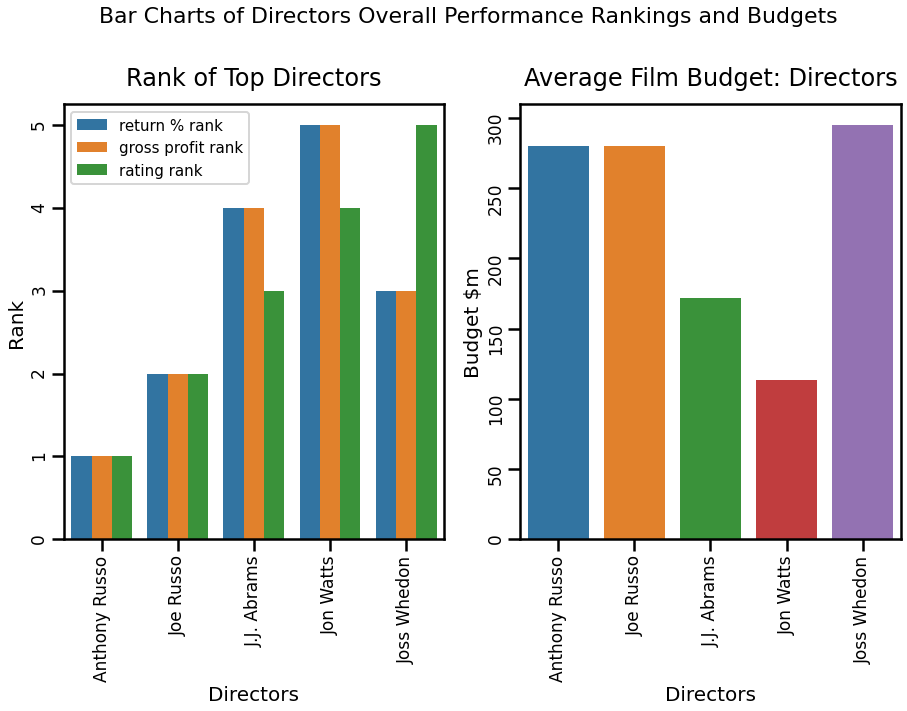 Bar Charts of Directors Overall Performance Rankings and Budgets
Rank of Top Directors
return % rank
gross profit rank
rating rank
Rank
5
4
3
2
1
0
Anthony Russo
Joe Russo
J.J. Abrams
Jon Watts
Joss Whedon
Directors
Average Film Budget: Directors
Budget $m
300
250
200
150
100
50
0
Anthony Russo
Joe Russo
J.J. Abrams
Jon Watts
Joss Whedon
Directors